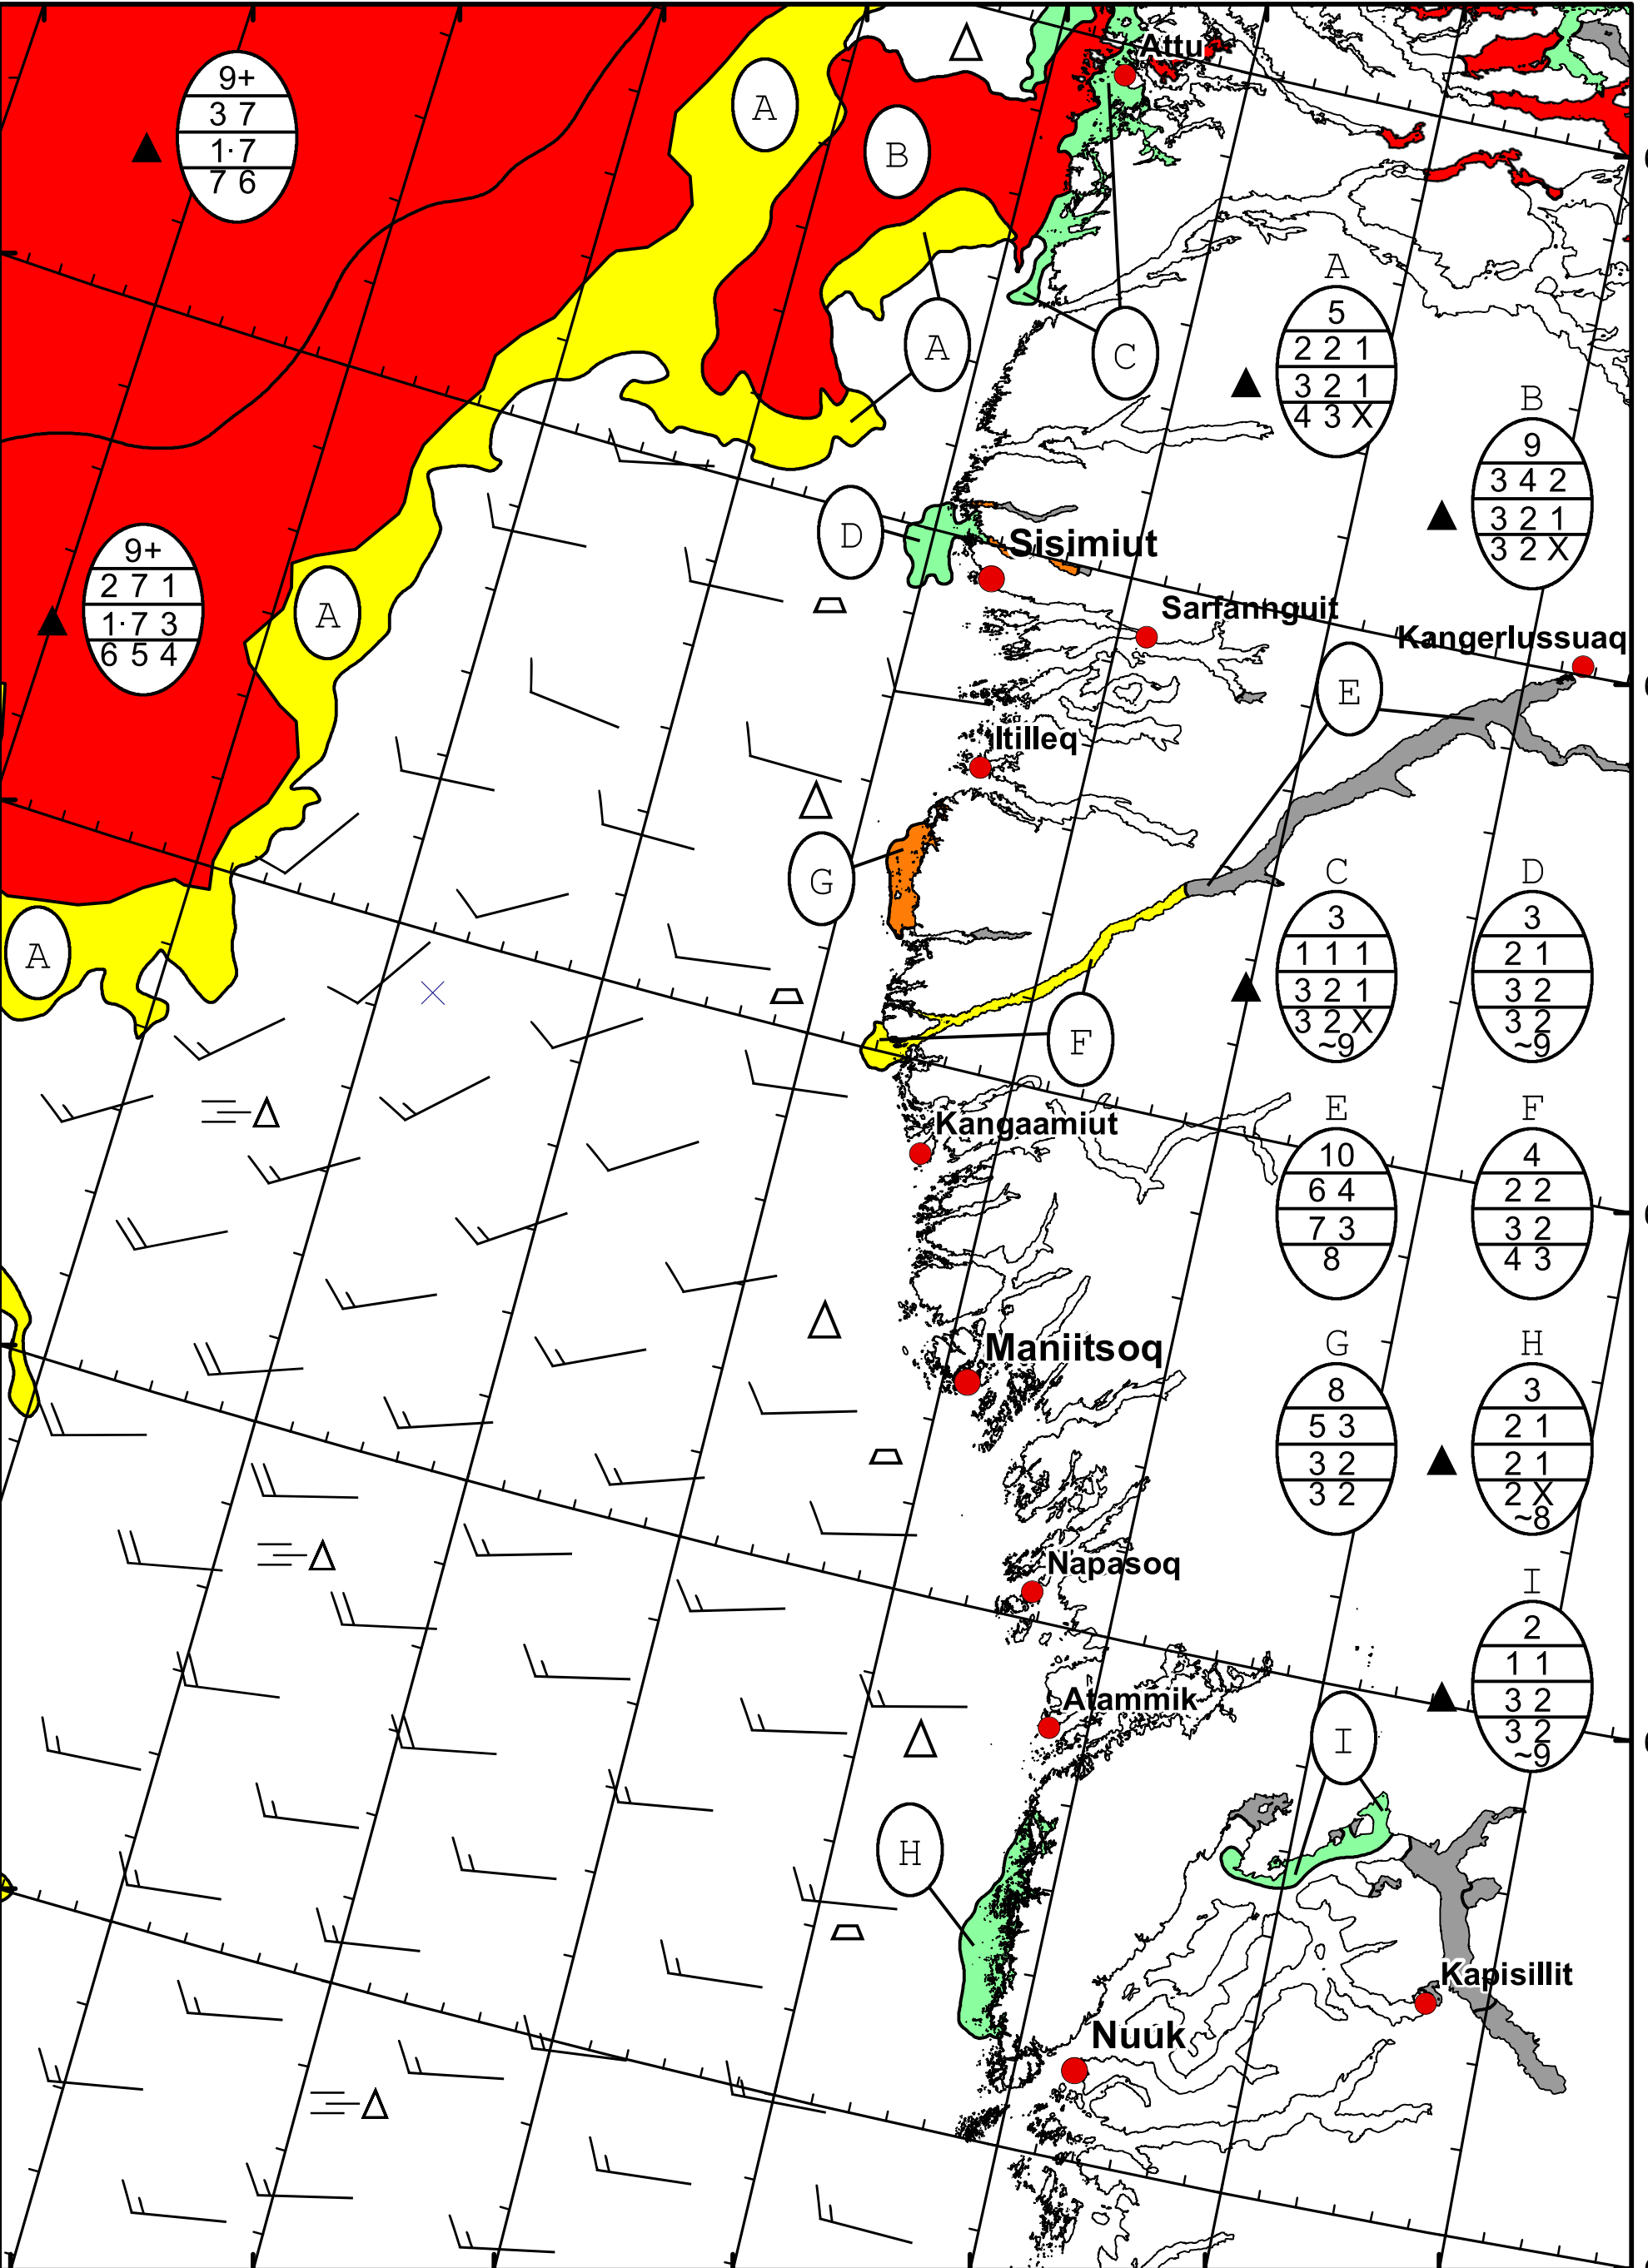 Attu
9+
3 7
1·7
7 6
A
B
A
5
2 2 1
3 2 1
4 3 X
A
C
B
9
3 4 2
3 2 1
3 2 X
D
Sisimiut
9+
2 7 1
1·7 3
6 5 4
A
Sarfannguit
Kangerlussuaq
E
Itilleq
G
C
3
1 1 1
3 2 1
3 2 X
~9
D
3
2 1
3 2
3 2
~9
A
F
Kangaamiut
E
10
6 4
7 3
8
F
4
2 2
3 2
4 3
Maniitsoq
G
8
5 3
3 2
3 2
H
3
2 1
2 1
2 X
~8
Napasoq
I
2
1 1
3 2
3 2
~9
Atammik
I
H
Kapisillit
Nuuk